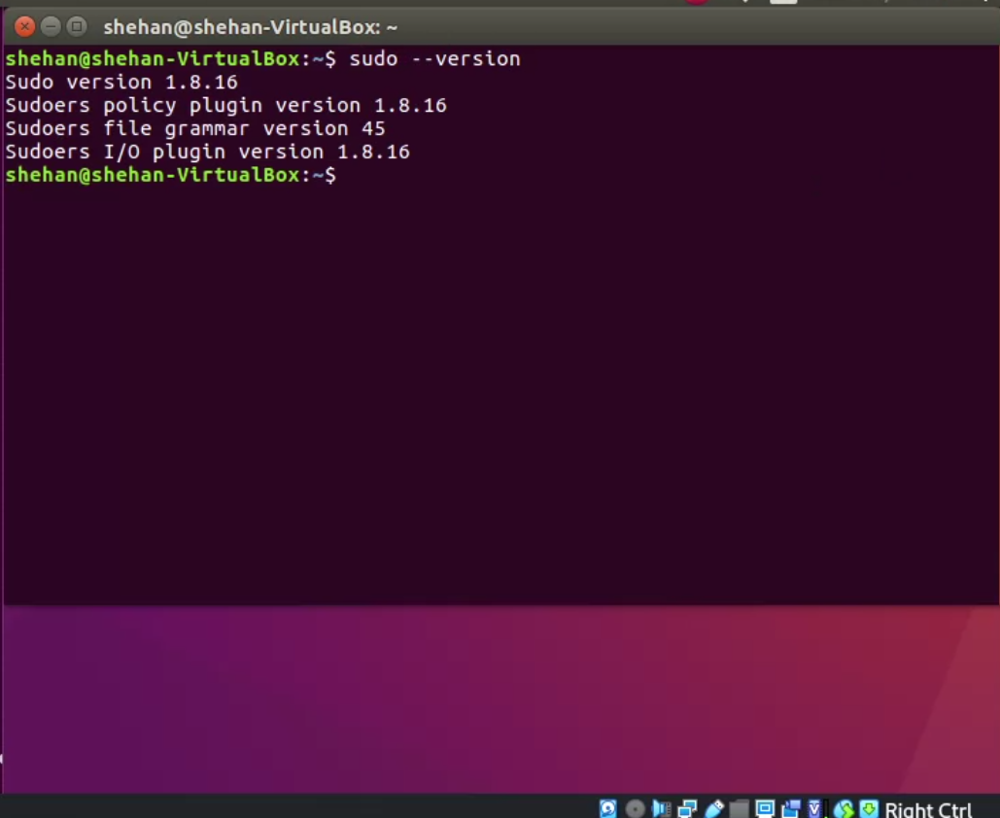 shehan@shehan-VirtualBox: ~
shehan@shehan-VirtualBox:~$ sudo --version
Sudo version 1.8.16
Sudoers policy plugin version 1.8.16
Sudoers file grammar version 45
Sudoers I/O plugin version 1.8.16
shehan@shehan-VirtualBox:~$
Right Ctrl